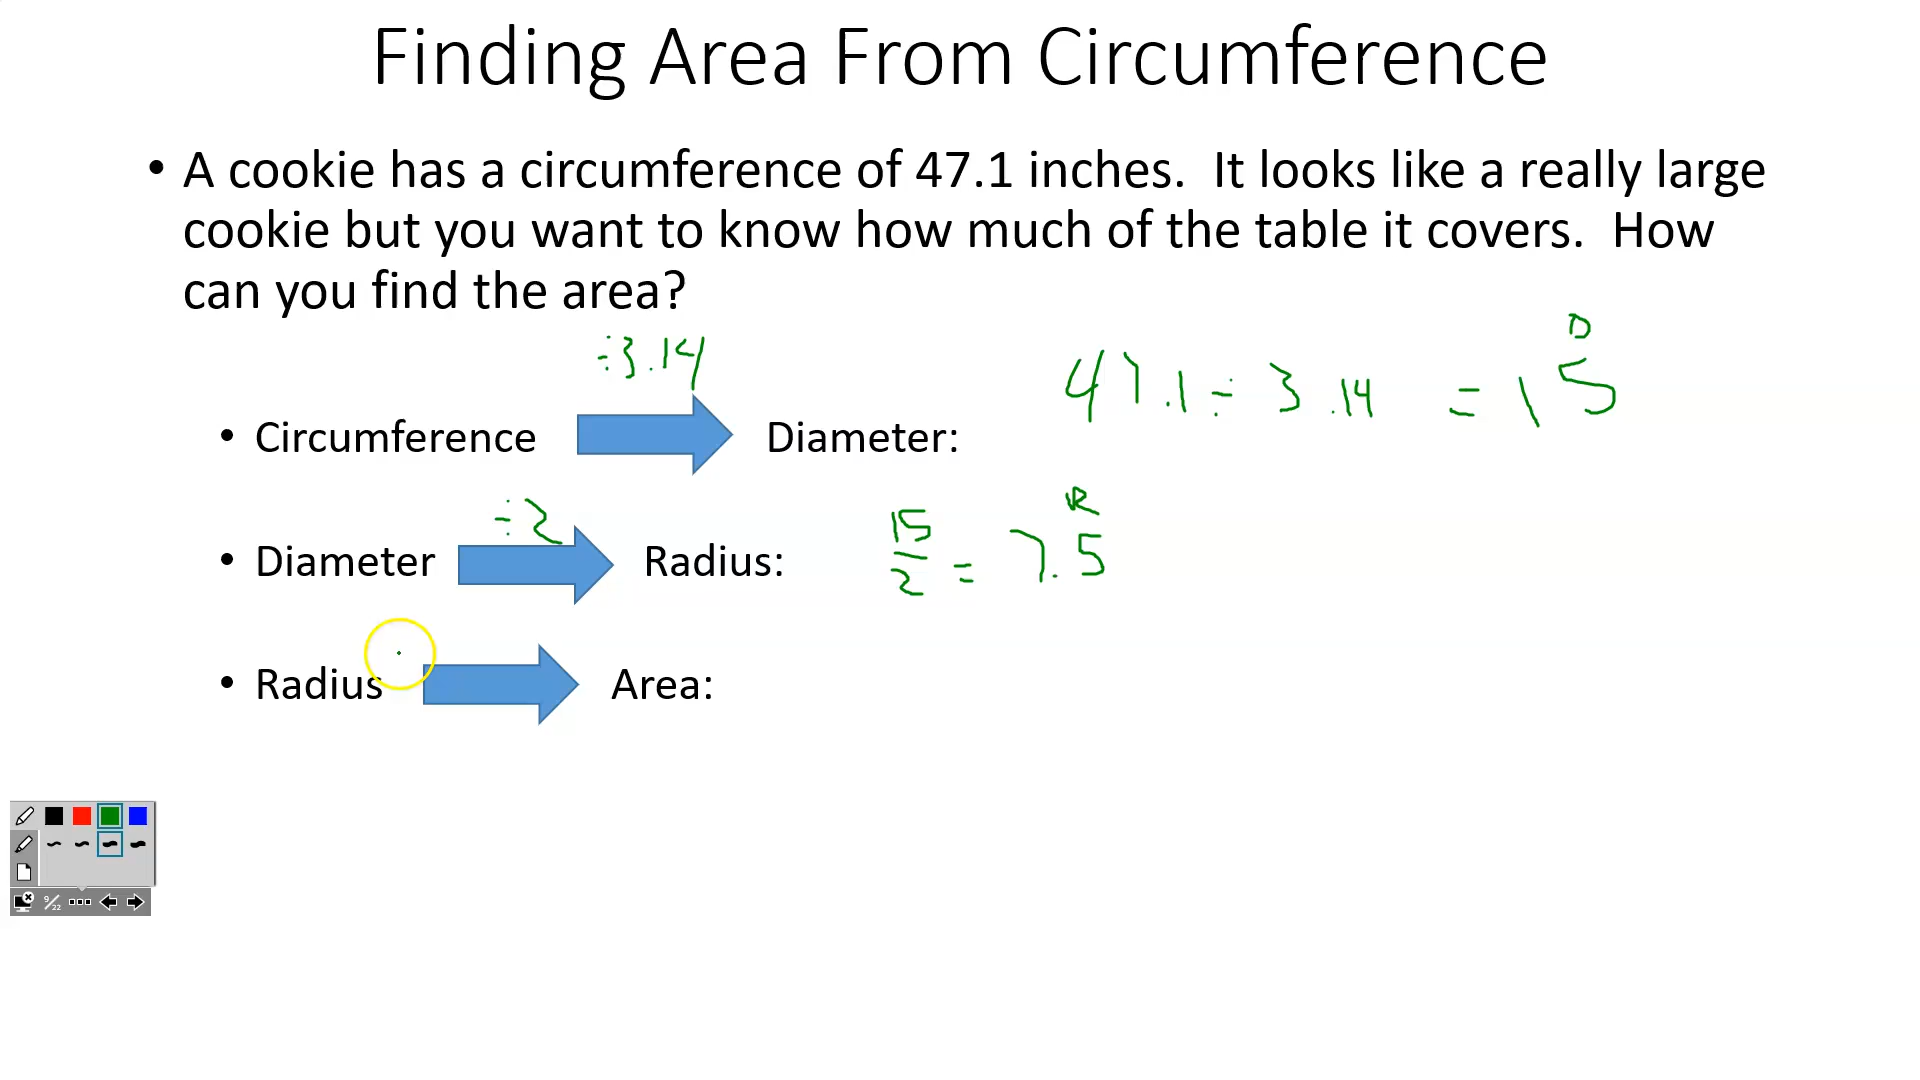 Finding Area From Circumference
• A cookie has a circumference of 47.1 inches. It looks like a really large
cookie but you want to know how much of the table it covers. How
can you find the area?
÷3.14
D
47.1 ÷ 3.14 = 15
• Circumference Diameter:
÷2
R
• Diameter Radius: 15/2 = 7.5
• Radius Area:
9/22